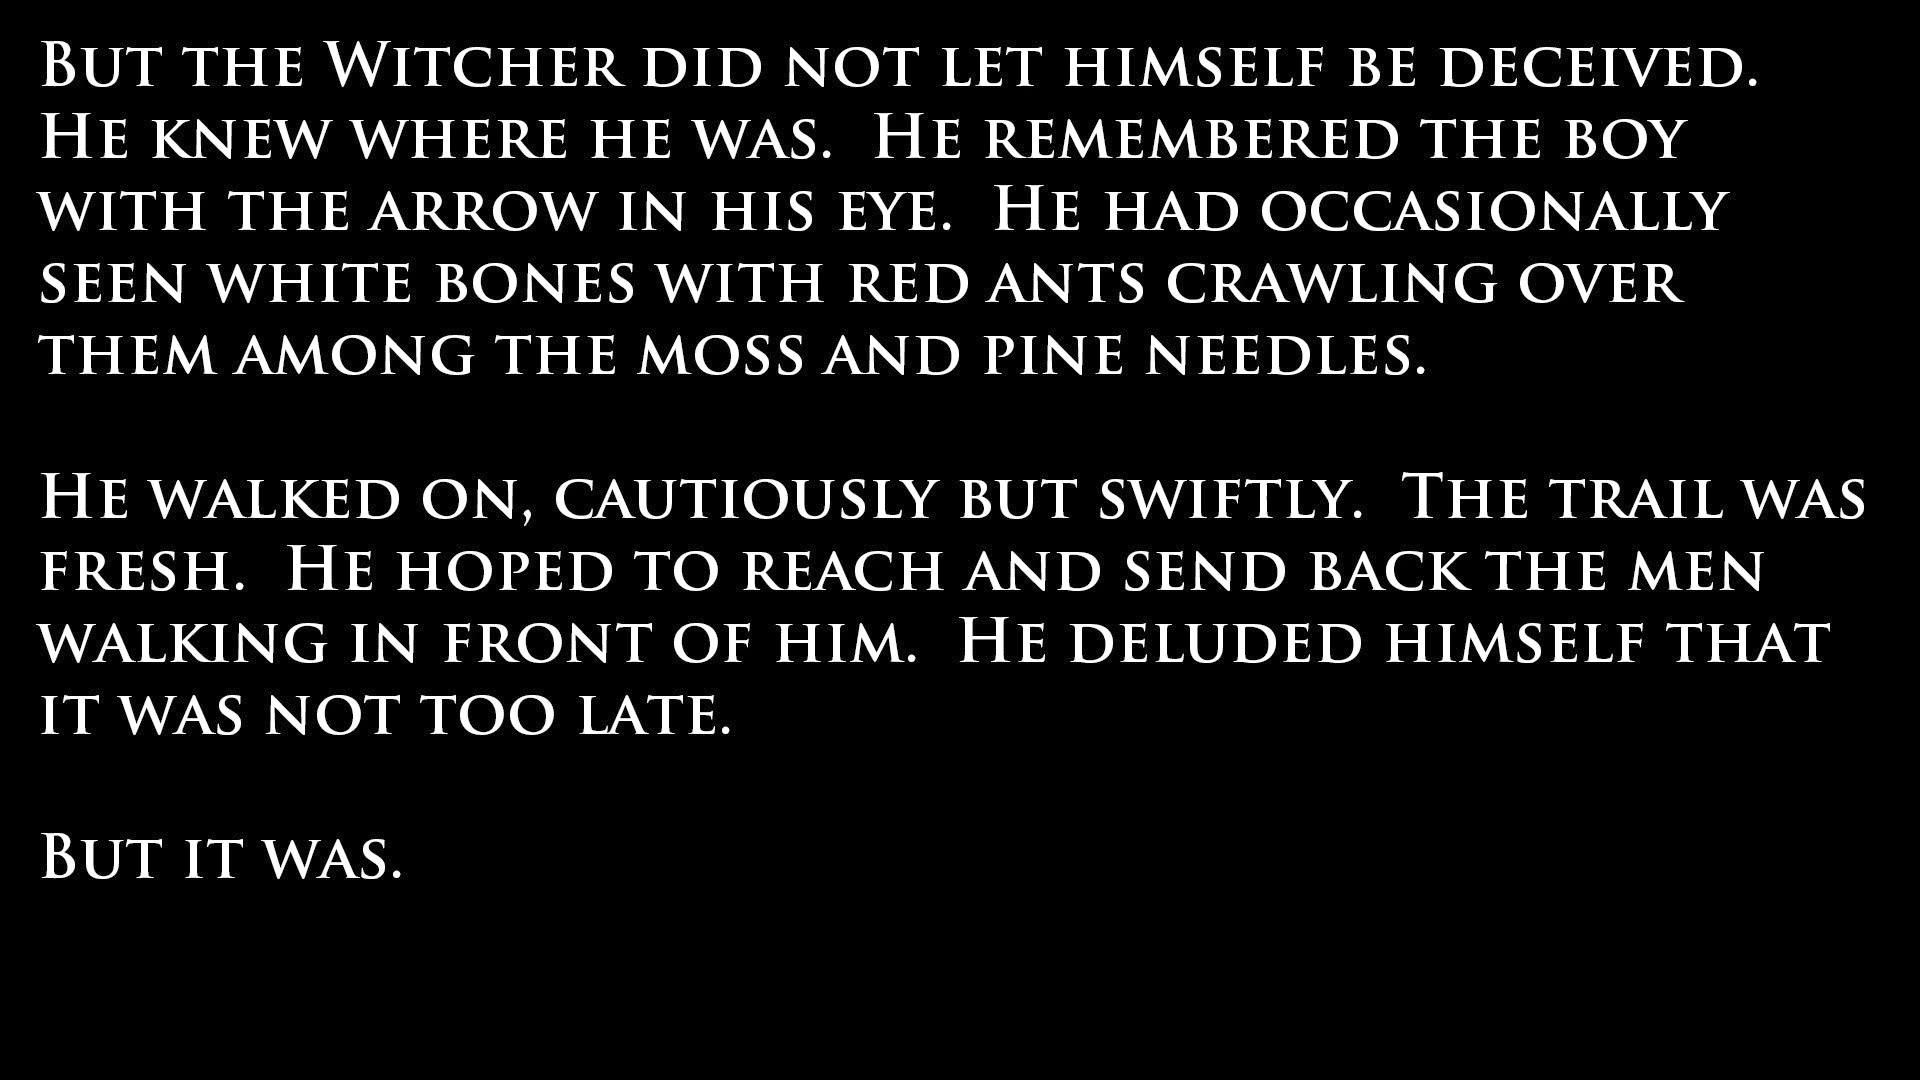 But the Witcher did not let himself be deceived.
He knew where he was.  He remembered the boy
with the arrow in his eye.  He had occasionally
seen white bones with red ants crawling over
them among the moss and pine needles.
He walked on, cautiously but swiftly.  The trail was
fresh.  He hoped to reach and send back the men
walking in front of him.  He deluded himself that
it was not too late.
But it was.